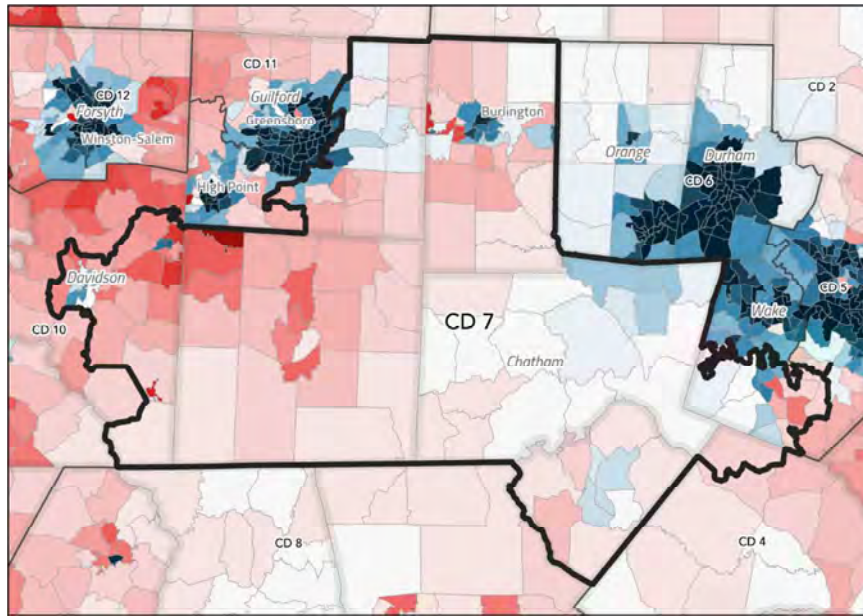 CD 11
CD 12
Forsyth
Winston-Salem
Guilford
Greensboro
High Point
Burlington
CD 2
Orange
Durham
CD 6
Davidson
CD 10
CD 7
Chatham
Wake
CD 5
CD 8
CD 4